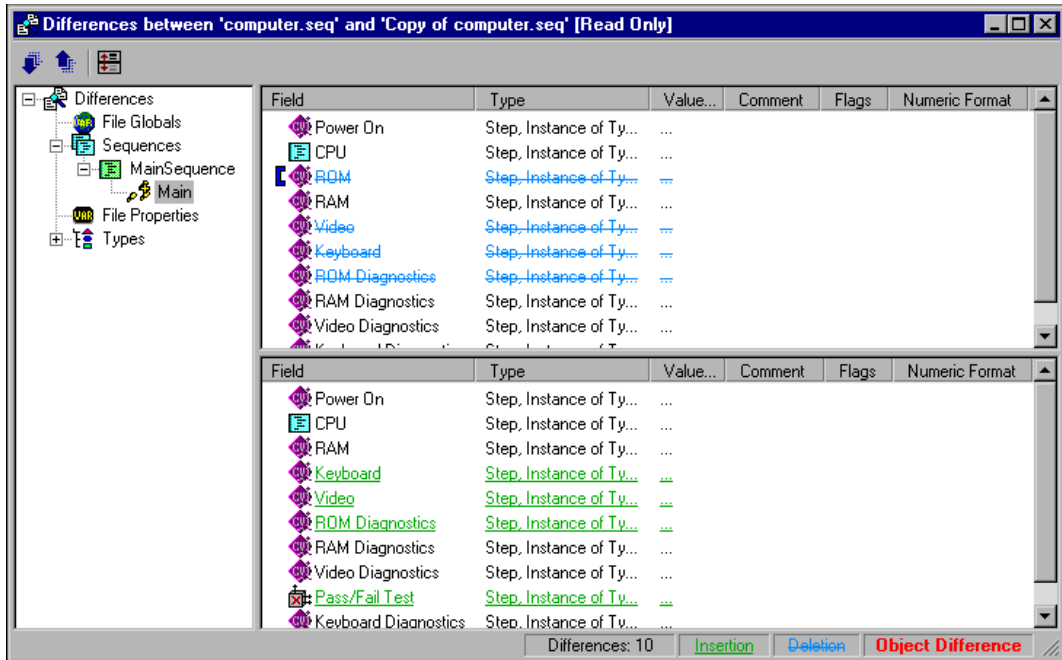 Differences between 'computer.seq' and 'Copy of computer.seq' [Read Only]
Differences
File Globals
Sequences
MainSequence
Main
File Properties
Types
Field Type Value... Comment Flags Numeric Format
Power On Step, Instance of Ty... ...
CPU Step, Instance of Ty... ...
ROM Step, Instance of Ty... ...
RAM Step, Instance of Ty... ...
Video Step, Instance of Ty... ...
Keyboard Step, Instance of Ty... ...
ROM Diagnostics Step, Instance of Ty... ...
RAM Diagnostics Step, Instance of Ty... ...
Video Diagnostics Step, Instance of Ty... ...
Field Type Value... Comment Flags Numeric Format
Power On Step, Instance of Ty... ...
CPU Step, Instance of Ty... ...
RAM Step, Instance of Ty... ...
Keyboard Step, Instance of Ty... ...
Video Step, Instance of Ty... ...
ROM Diagnostics Step, Instance of Ty... ...
RAM Diagnostics Step, Instance of Ty... ...
Video Diagnostics Step, Instance of Ty... ...
Pass/Fail Test Step, Instance of Ty... ...
Keyboard Diagnostics Step, Instance of Ty... ...
Differences: 10 Insertion Deletion Object Difference